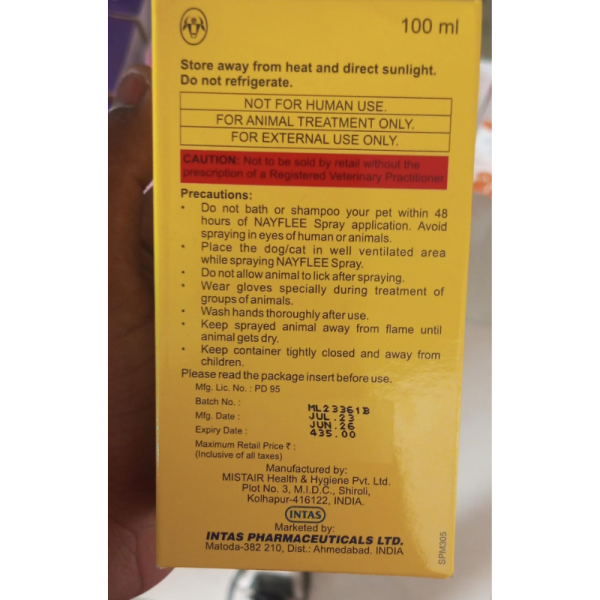 100 ml
Store away from heat and direct sunlight.
Do not refrigerate.
NOT FOR HUMAN USE.
FOR ANIMAL TREATMENT ONLY.
FOR EXTERNAL USE ONLY.
CAUTION: Not to be sold by retail without the
prescription of a Registered Veterinary Practitioner.
Precautions:
• Do not bath or shampoo your pet within 48
hours of NAYFLEE Spray application. Avoid
spraying in eyes of human or animals.
• Place the dog/cat in well ventilated area
while spraying NAYFLEE Spray.
• Do not allow animal to lick after spraying.
• Wear gloves specially during treatment of
groups of animals.
• Wash hands thoroughly after use.
• Keep sprayed animal away from flame until
animal gets dry.
• Keep container tightly closed and away from
children.
Please read the package insert before use.
Mfg. Lic. No. : PD 95
Batch No. : ML23361B
Mfg. Date : JUL.23
Expiry Date : JUN.26
Maximum Retail Price ₹ : 435.00
(Inclusive of all taxes)
Manufactured by:
MISTAIR Health & Hygiene Pvt. Ltd.
Plot No. 3, M.I.D.C., Shiroli,
Kolhapur-416122, INDIA.
INTAS
Marketed by:
INTAS PHARMACEUTICALS LTD.
Matoda-382 210, Dist.: Ahmedabad. INDIA
SPM305